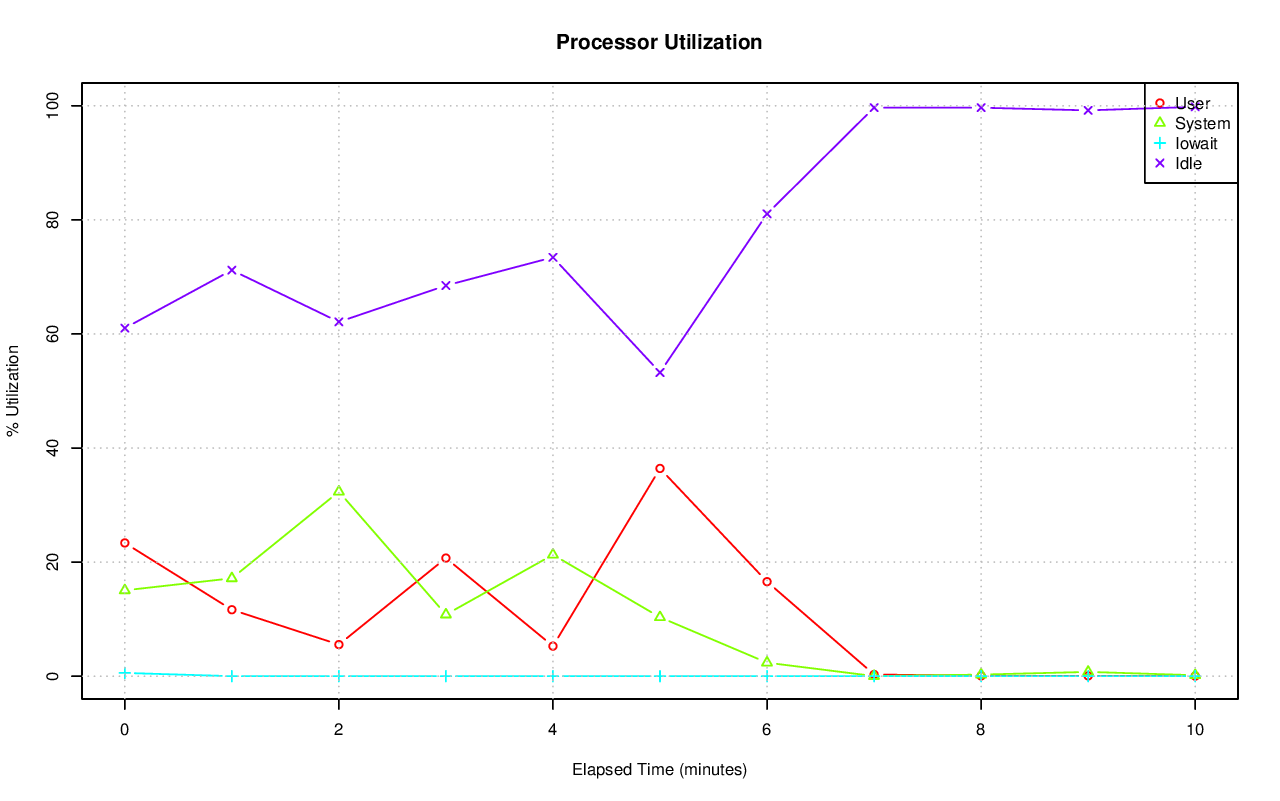 Processor Utilization
% Utilization
100
80
60
40
20
0
User
System
Iowait
Idle
0 2 4 6 8 10
Elapsed Time (minutes)